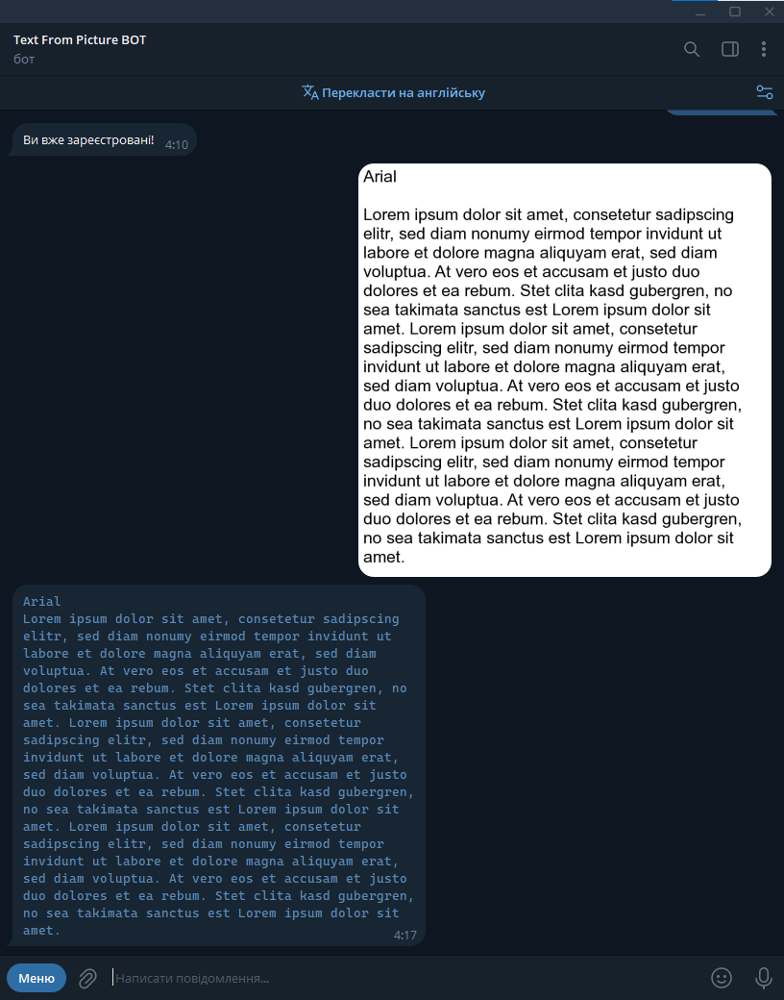 Text From Picture BOT
бот
Перекласти на англійську
Ви вже зареєстровані!
4:10
Arial
Lorem ipsum dolor sit amet, consetetur sadipscing
elitr, sed diam nonumy eirmod tempor invidunt ut
labore et dolore magna aliquyam erat, sed diam
voluptua. At vero eos et accusam et justo duo
dolores et ea rebum. Stet clita kasd gubergren, no
sea takimata sanctus est Lorem ipsum dolor sit
amet. Lorem ipsum dolor sit amet, consetetur
sadipscing elitr, sed diam nonumy eirmod tempor
invidunt ut labore et dolore magna aliquyam erat,
sed diam voluptua. At vero eos et accusam et justo
duo dolores et ea rebum. Stet clita kasd gubergren,
no sea takimata sanctus est Lorem ipsum dolor sit
amet. Lorem ipsum dolor sit amet, consetetur
sadipscing elitr, sed diam nonumy eirmod tempor
invidunt ut labore et dolore magna aliquyam erat,
sed diam voluptua. At vero eos et accusam et justo
duo dolores et ea rebum. Stet clita kasd gubergren,
no sea takimata sanctus est Lorem ipsum dolor sit
amet.
Arial
Lorem ipsum dolor sit amet, consetetur sadipscing
elitr, sed diam nonumy eirmod tempor invidunt ut
labore et dolore magna aliquyam erat, sed diam
voluptua. At vero eos et accusam et justo duo
dolores et ea rebum. Stet clita kasd gubergren, no
sea takimata sanctus est Lorem ipsum dolor sit
amet. Lorem ipsum dolor sit amet, consetetur
sadipscing elitr, sed diam nonumy eirmod tempor
invidunt ut labore et dolore magna aliquyam erat,
sed diam voluptua. At vero eos et accusam et justo
duo dolores et ea rebum. Stet clita kasd gubergren,
no sea takimata sanctus est Lorem ipsum dolor sit
amet. Lorem ipsum dolor sit amet, consetetur
sadipscing elitr, sed diam nonumy eirmod tempor
invidunt ut labore et dolore magna aliquyam erat,
sed diam voluptua. At vero eos et accusam et justo
duo dolores et ea rebum. Stet clita kasd gubergren,
no sea takimata sanctus est Lorem ipsum dolor sit
amet.
4:17
Меню
Написати повідомлення...